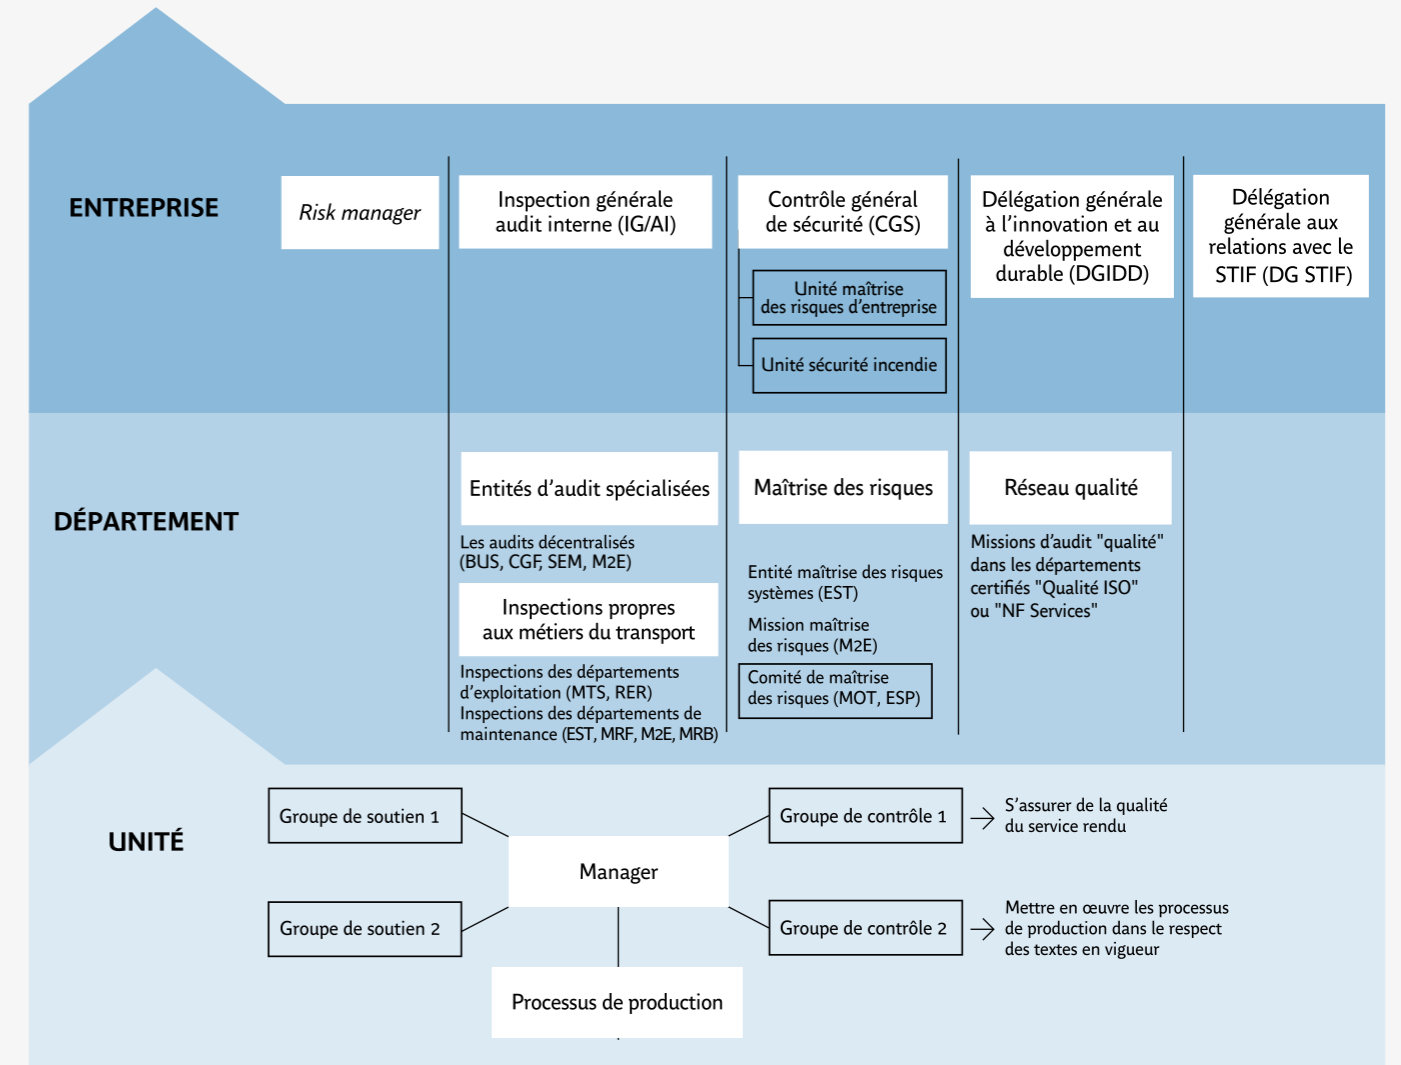 ENTREPRISE
Risk manager
Inspection générale
audit interne (IG/AI)
Contrôle général
de sécurité (CGS)
Unité maîtrise
des risques d'entreprise
Unité sécurité incendie
Délégation générale
à l'innovation et au
développement
durable (DGIDD)
Délégation
générale aux
relations avec le
STIF (DG STIF)
DÉPARTEMENT
Entités d'audit spécialisées
Les audits décentralisés
(BUS, CGF, SEM, M2E)
Inspections propres
aux métiers du transport
Inspections des départements
d'exploitation (MTS, RER)
Inspections des départements de
maintenance (EST, MRF, M2E, MRB)
Maîtrise des risques
Entité maîtrise des risques
systèmes (EST)
Mission maîtrise
des risques (M2E)
Comité de maîtrise
des risques (MOT, ESP)
Réseau qualité
Missions d'audit "qualité"
dans les départements
certifiés "Qualité ISO"
ou "NF Services"
UNITÉ
Groupe de soutien 1
Groupe de soutien 2
Manager
Processus de production
Groupe de contrôle 1
S'assurer de la qualité
du service rendu
Groupe de contrôle 2
Mettre en œuvre les processus
de production dans le respect
des textes en vigueur